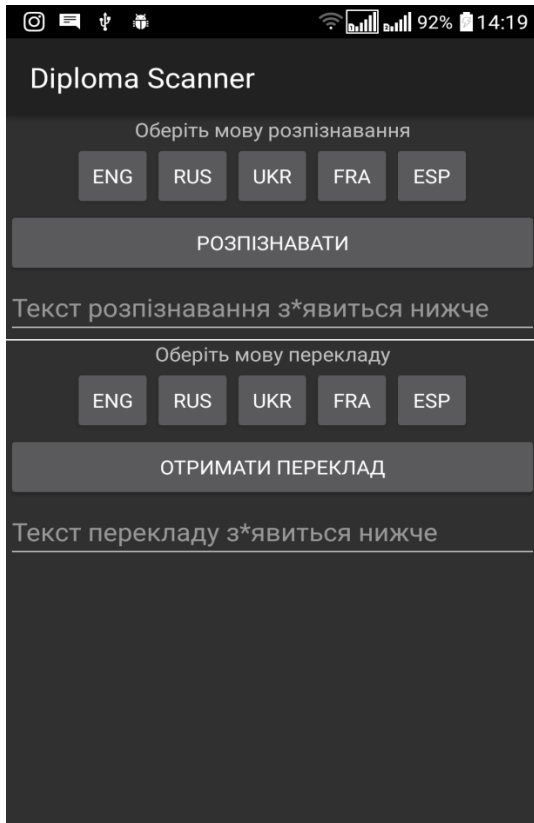 92% 14:19
Diploma Scanner
Оберіть мову розпізнавання
ENG RUS UKR FRA ESP
РОЗПІЗНАВАТИ
Текст розпізнавання з*явиться нижче
Оберіть мову перекладу
ENG RUS UKR FRA ESP
ОТРИМАТИ ПЕРЕКЛАД
Текст перекладу з*явиться нижче